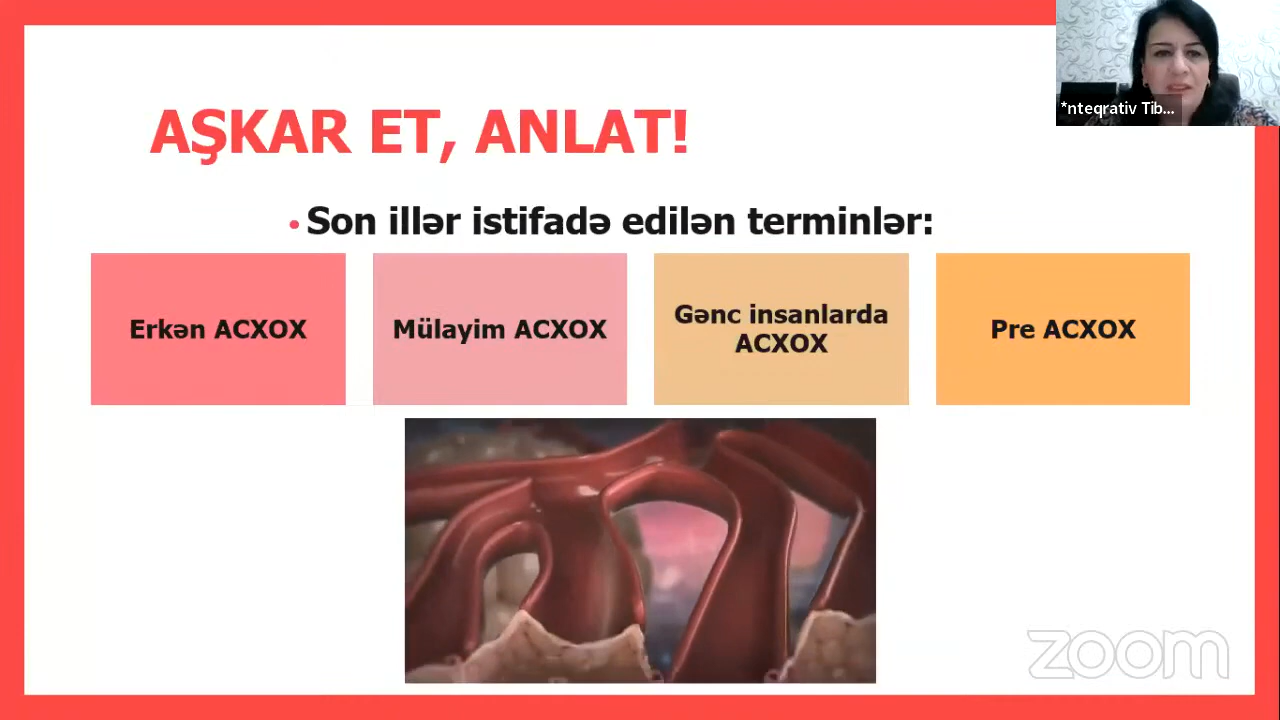 AŞKAR ET, ANLAT!
*nteqrativ Tib...
• Son illər istifadə edilən terminlər:
Erkən ACXOX
Mülayim ACXOX
Gənc insanlarda
ACXOX
Pre ACXOX
zoom